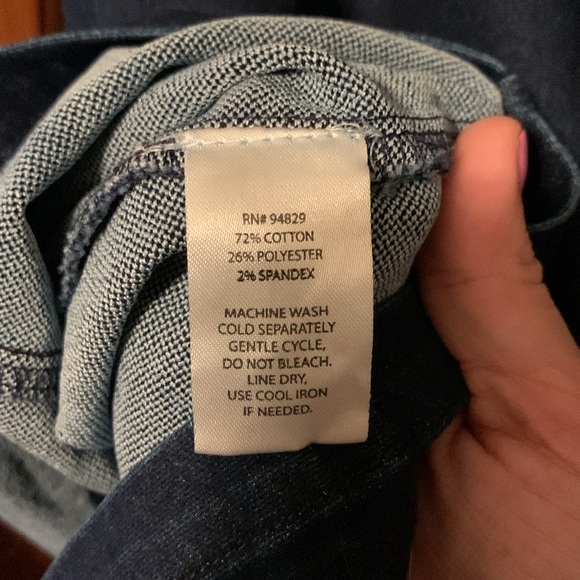 RN# 94829
72% COTTON
26% POLYESTER
2% SPANDEX
MACHINE WASH
COLD SEPARATELY
GENTLE CYCLE,
DO NOT BLEACH.
LINE DRY,
USE COOL IRON
IF NEEDED.